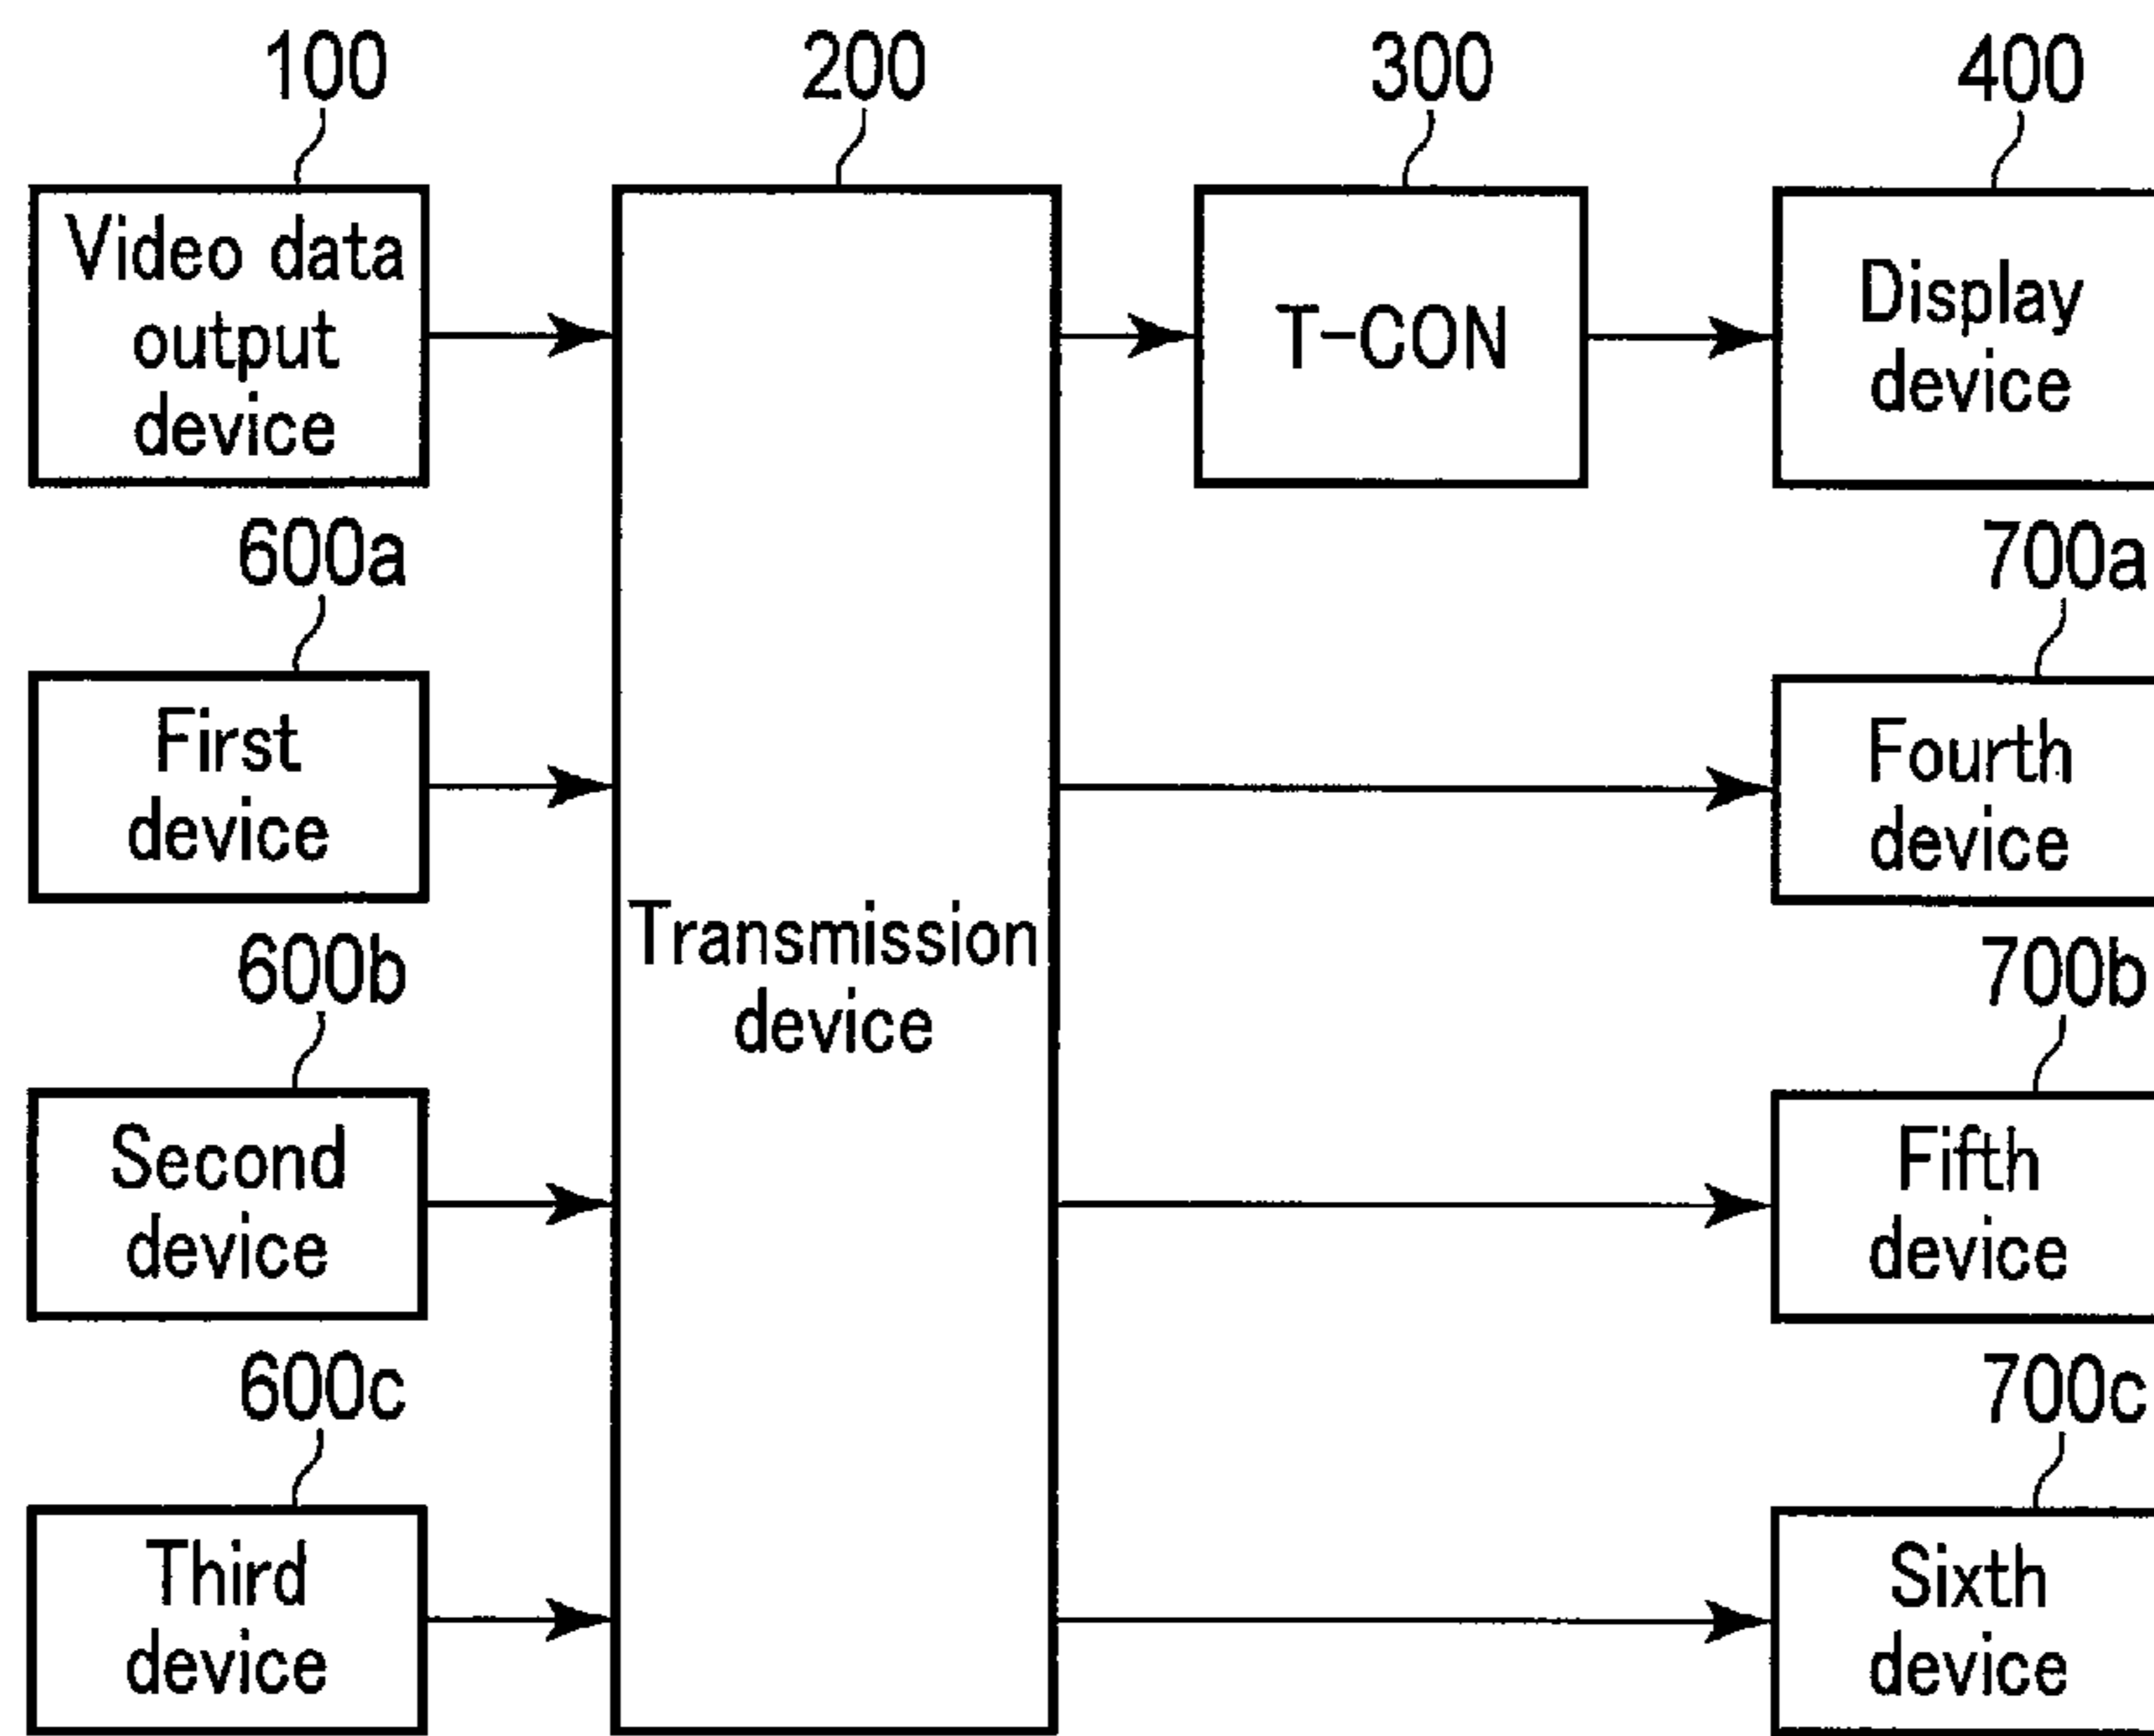 100
200
300
400
Video data
output
device
T-CON
Display
device
600a
700a
First
device
Fourth
device
Transmission
device
600b
700b
Second
device
Fifth
device
600c
700c
Third
device
Sixth
device